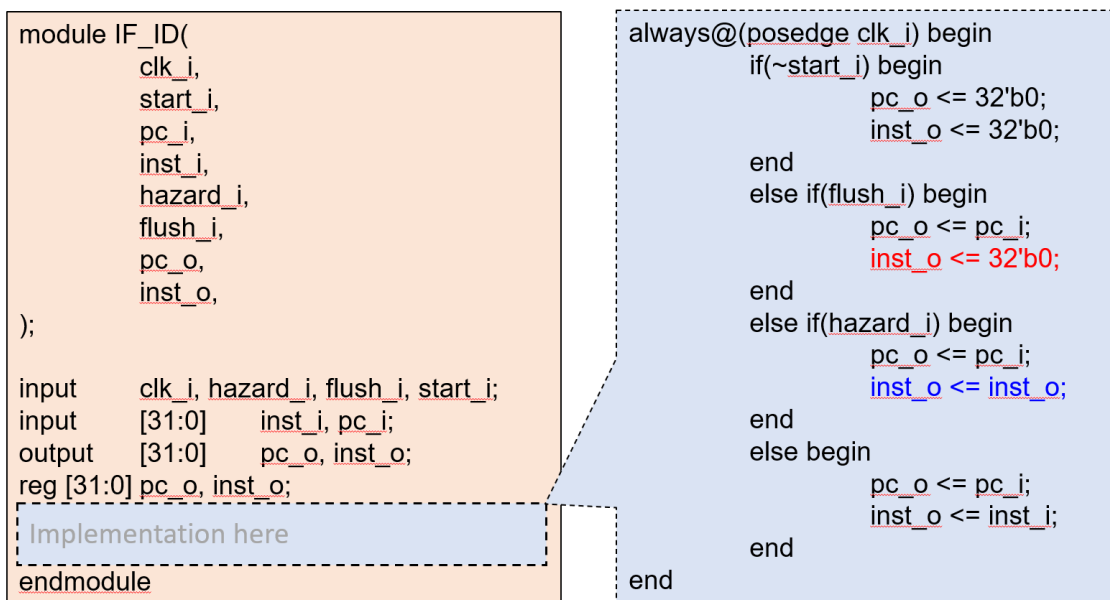 module IF_ID(
clk_i,
start_i,
pc_i,
inst_i,
hazard_i,
flush_i,
pc_o,
inst_o,
);
input clk_i, hazard_i, flush_i, start_i;
input [31:0] inst_i, pc_i;
output [31:0] pc_o, inst_o;
reg [31:0] pc_o, inst_o;
Implementation here
endmodule
always@(posedge clk_i) begin
if(~start_i) begin
pc_o <= 32'b0;
inst_o <= 32'b0;
end
else if(flush_i) begin
pc_o <= pc_i;
inst_o <= 32'b0;
end
else if(hazard_i) begin
pc_o <= pc_i;
inst_o <= inst_o;
end
else begin
pc_o <= pc_i;
inst_o <= inst_i;
end
end